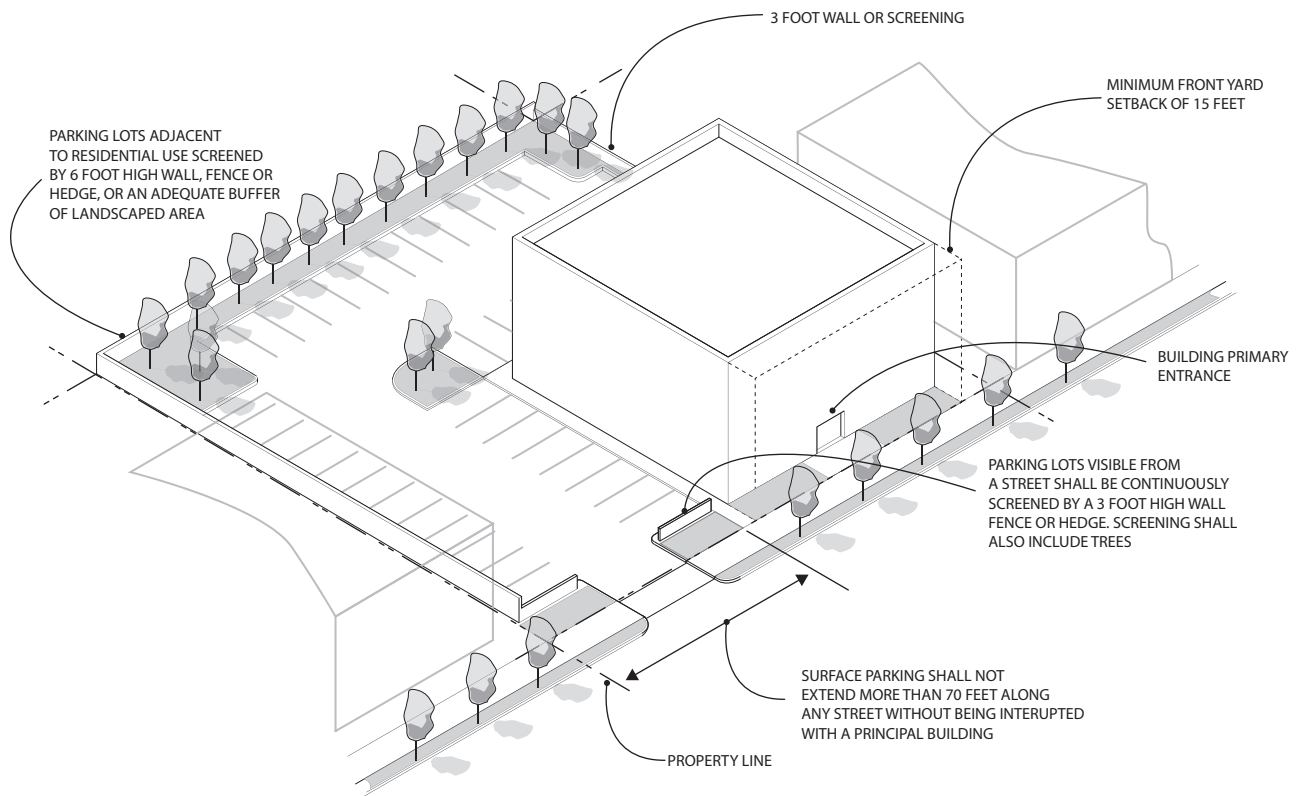 3 FOOT WALL OR SCREENING
MINIMUM FRONT YARD
SETBACK OF 15 FEET
PARKING LOTS ADJACENT
TO RESIDENTIAL USE SCREENED
BY 6 FOOT HIGH WALL, FENCE OR
HEDGE, OR AN ADEQUATE BUFFER
OF LANDSCAPED AREA
BUILDING PRIMARY
ENTRANCE
PARKING LOTS VISIBLE FROM
A STREET SHALL BE CONTINUOUSLY
SCREENED BY A 3 FOOT HIGH WALL
FENCE OR HEDGE. SCREENING SHALL
ALSO INCLUDE TREES
SURFACE PARKING SHALL NOT
EXTEND MORE THAN 70 FEET ALONG
ANY STREET WITHOUT BEING INTERUPTED
WITH A PRINCIPAL BUILDING
PROPERTY LINE